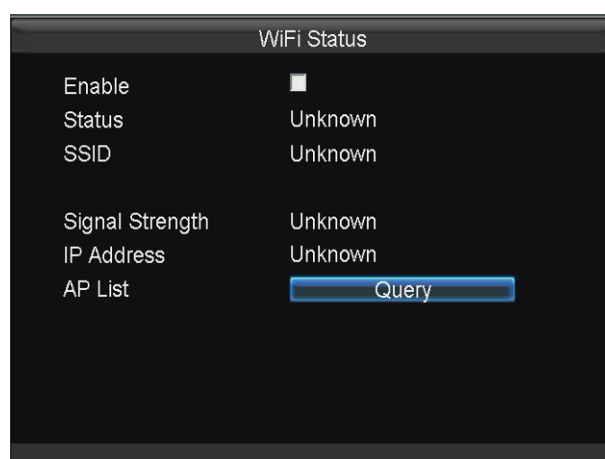 WiFi Status
Enable
Status Unknown
SSID Unknown
Signal Strength Unknown
IP Address Unknown
AP List Query